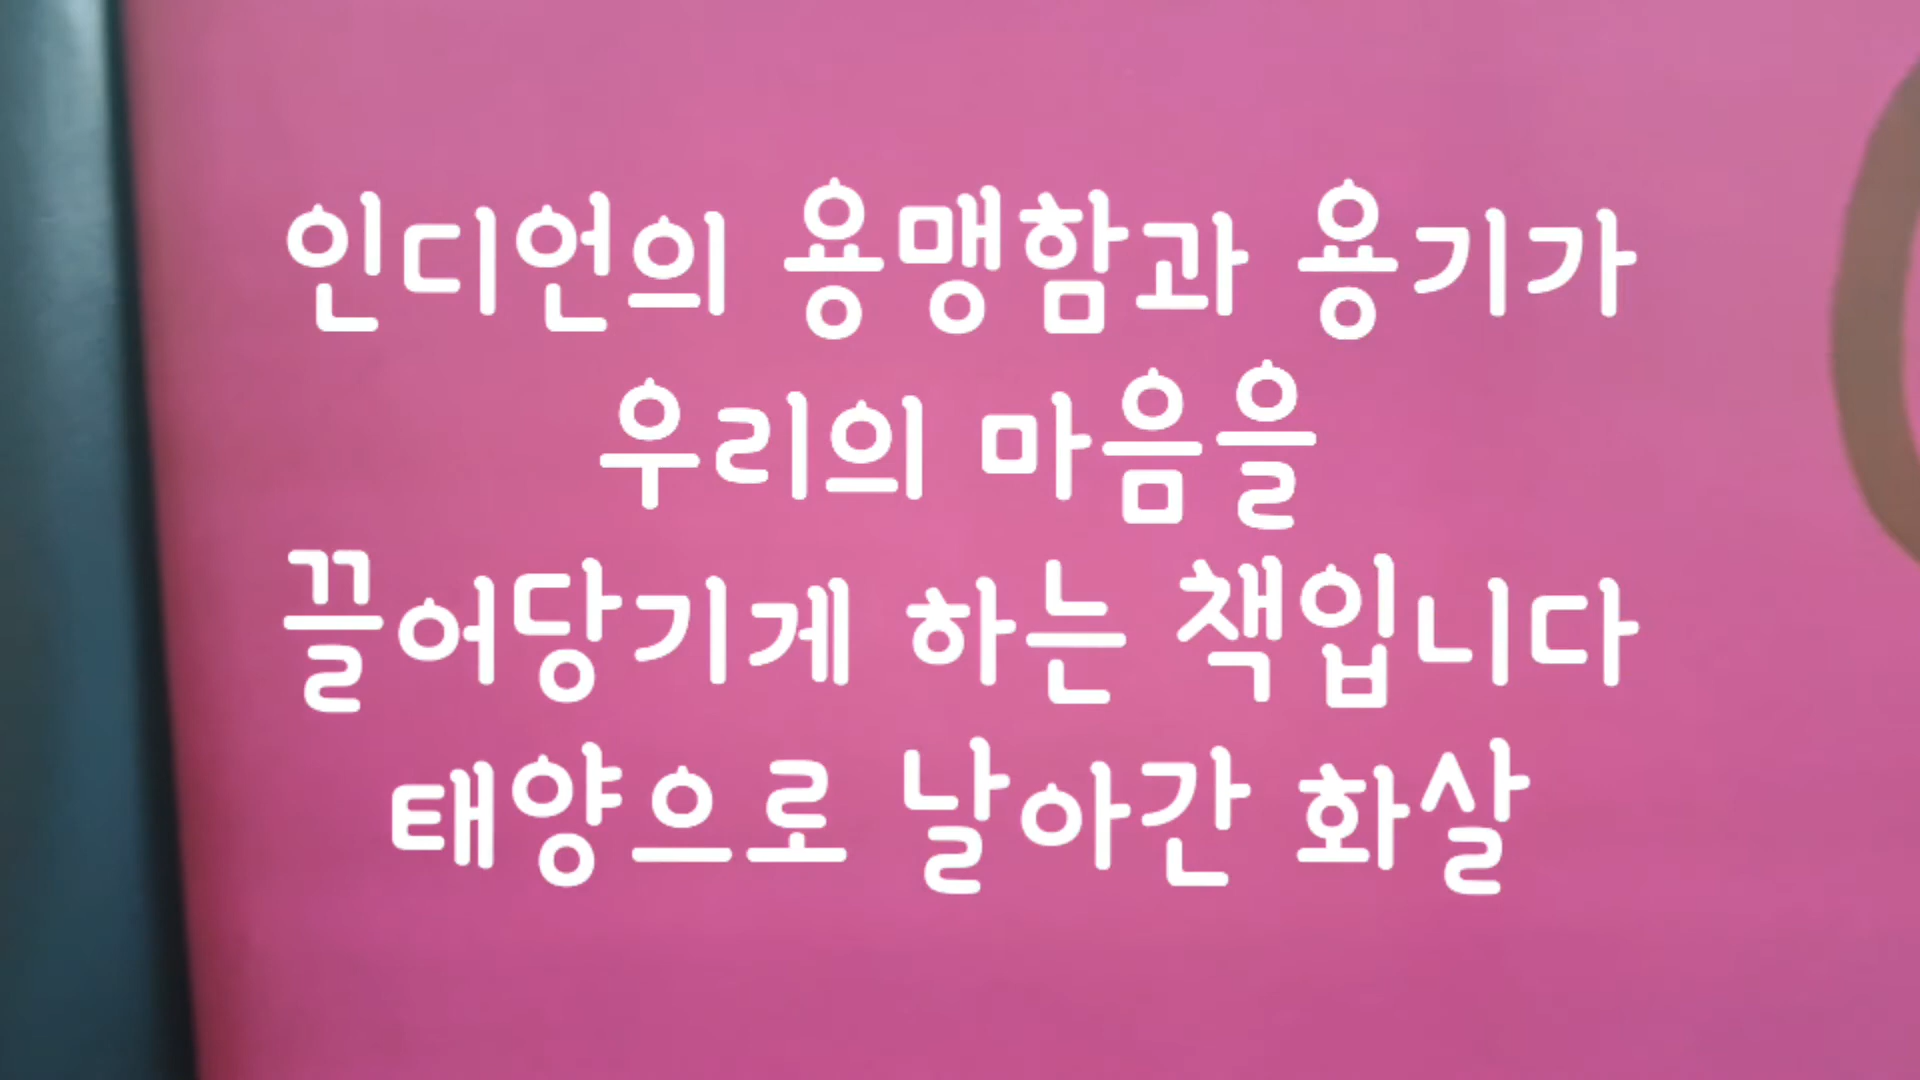 인디언의 용맹함과 용기가
우리의 마음을
끌어당기게 하는 책입니다
태양으로 날아간 화살